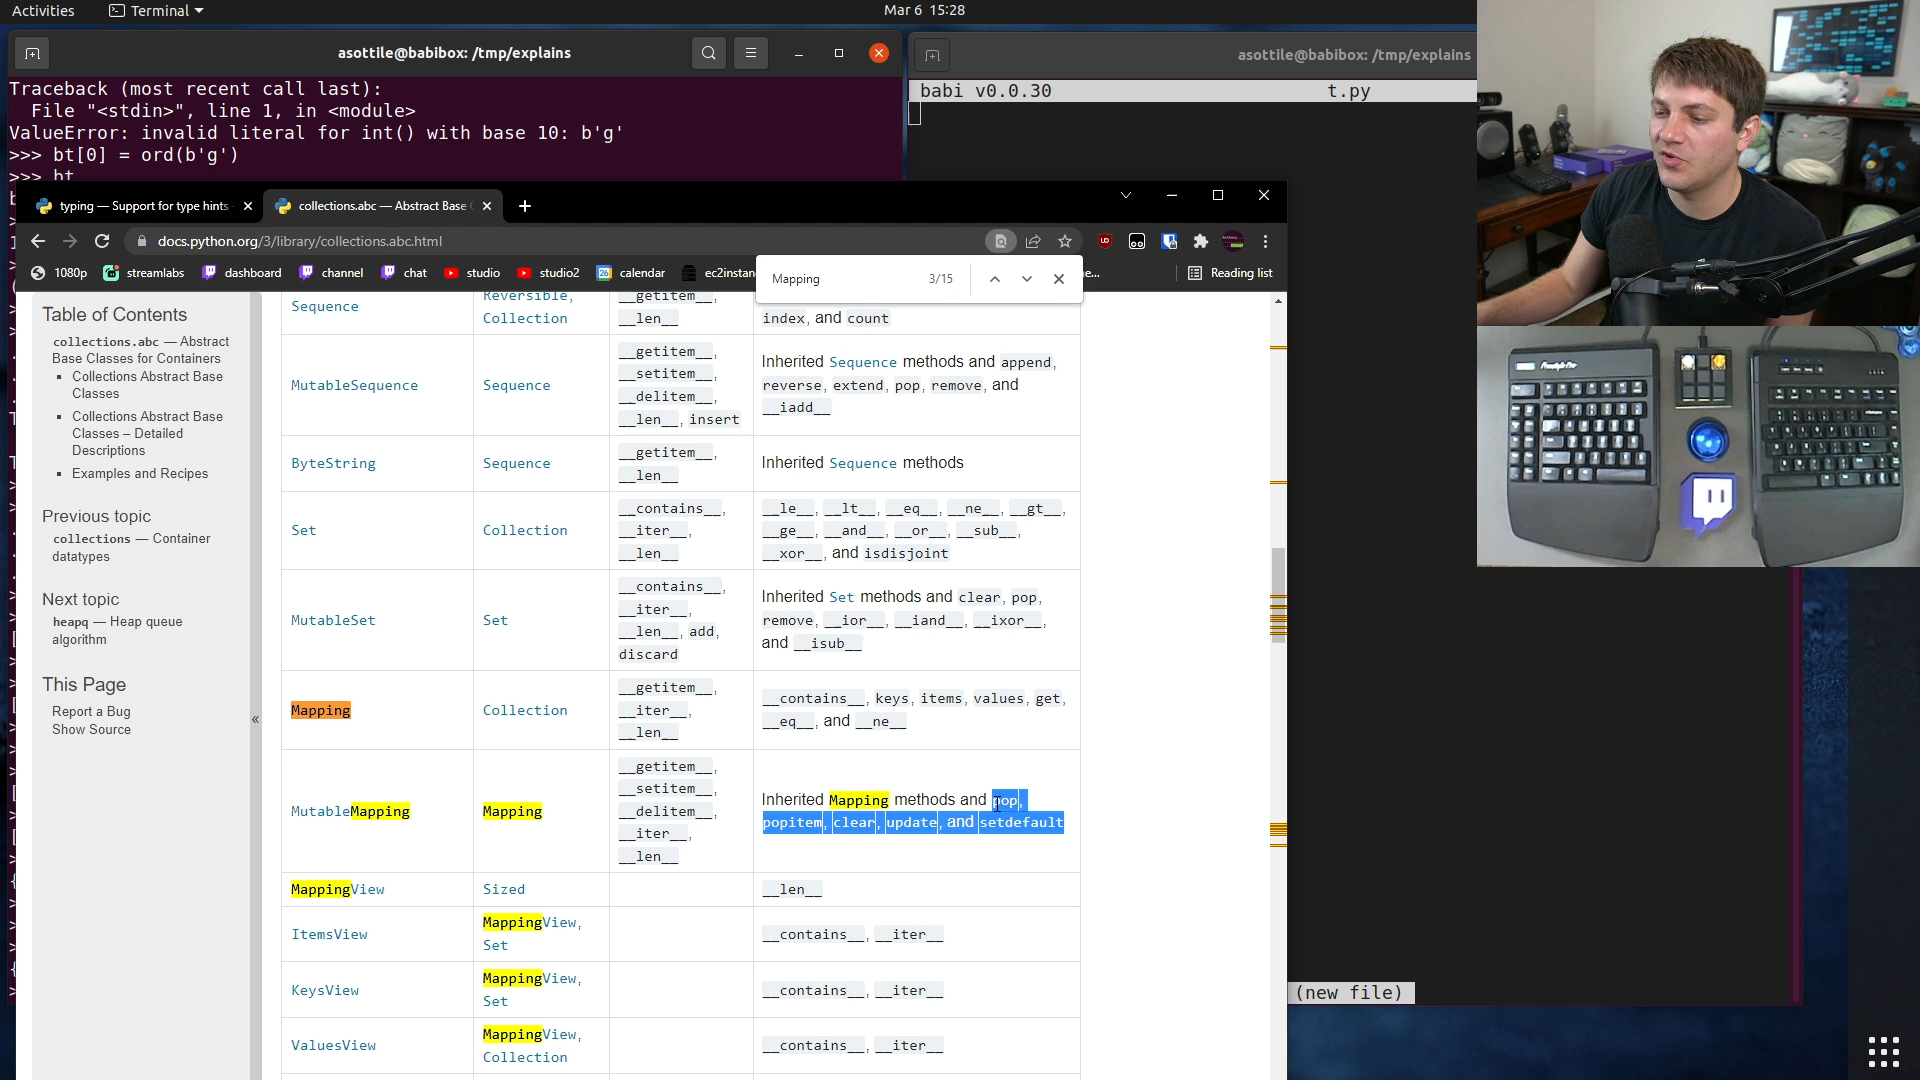 Activities
Terminal
Mar 6 15:28
asottile@babibox: /tmp/explains
Traceback (most recent call last):
File "<stdin>", line 1, in <module>
ValueError: invalid literal for int() with base 10: b'g'
>>> bt[0] = ord(b'g')
>>> bt
asottile@babibox: /tmp/explains
babi v0.0.30
t.py
(new file)
typing — Support for type hints
collections.abc — Abstract Base
docs.python.org/3/library/collections.abc.html
1080p
streamlabs
dashboard
channel
chat
studio
studio2
calendar
ec2instan
e...
Reading list
Mapping
3/15
Table of Contents
collections.abc — Abstract
Base Classes for Containers
Collections Abstract Base
Classes
Collections Abstract Base
Classes – Detailed
Descriptions
Examples and Recipes
Previous topic
collections — Container
datatypes
Next topic
heapq — Heap queue
algorithm
This Page
Report a Bug
Show Source
«
Sequence
Reversible,
Collection
__getitem__,
__len__
index, and count
MutableSequence
Sequence
__getitem__,
__setitem__,
__delitem__,
__len__, insert
Inherited Sequence methods and append,
reverse, extend, pop, remove, and
__iadd__
ByteString
Sequence
__getitem__,
__len__
Inherited Sequence methods
Set
Collection
__contains__,
__iter__,
__len__
__le__, __lt__, __eq__, __ne__, __gt__,
__ge__, __and__, __or__, __sub__,
__xor__, and isdisjoint
MutableSet
Set
__contains__,
__iter__,
__len__, add,
discard
Inherited Set methods and clear, pop,
remove, __ior__, __iand__, __ixor__,
and __isub__
Mapping
Collection
__getitem__,
__iter__,
__len__
__contains__, keys, items, values, get,
__eq__, and __ne__
MutableMapping
Mapping
__getitem__,
__setitem__,
__delitem__,
__iter__,
__len__
Inherited Mapping methods and pop,
popitem, clear, update, and setdefault
MappingView
Sized
__len__
ItemsView
MappingView,
Set
__contains__, __iter__
KeysView
MappingView,
Set
__contains__, __iter__
ValuesView
MappingView,
Collection
__contains__, __iter__